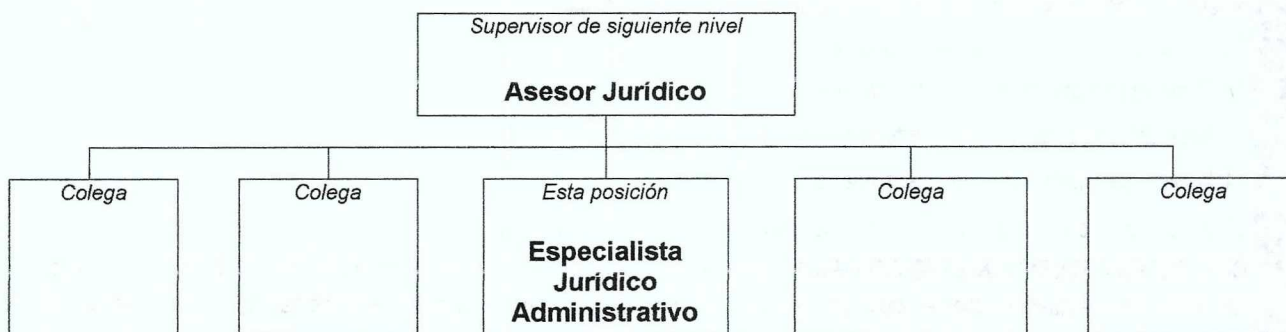 Supervisor de siguiente nivel
Asesor Jurídico
Colega
Colega
Esta posición
Especialista
Jurídico
Administrativo
Colega
Colega